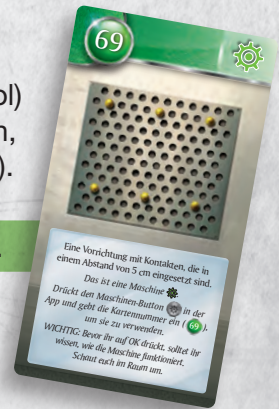 69
ol)
n,
).
Eine Vorrichtung mit Kontakten, die in
einem Abstand von 5 cm eingesetzt sind.
Das ist eine Maschine
Drückt den Maschinen-Button in der
App und gebt die Kartennummer ein ( 69 ),
um sie zu verwenden.
WICHTIG: Bevor ihr auf OK drückt, solltet ihr
wissen, wie die Maschine funktioniert.
Schaut euch im Raum um.